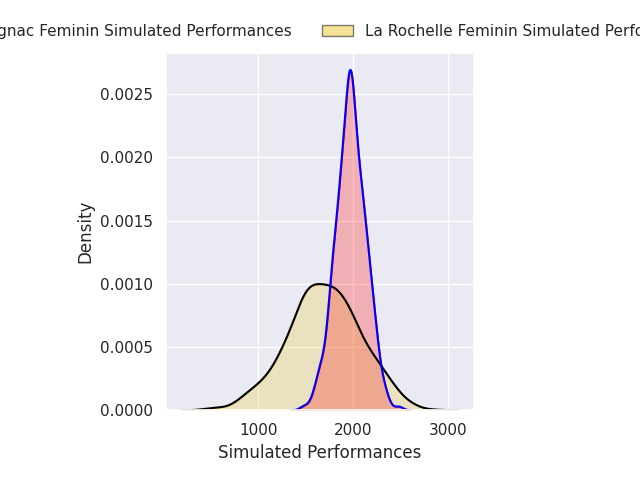 gnac Feminin Simulated Performances La Rochelle Feminin Simulated Perfo
0.0025
0.0020
0.0015
0.0010
0.0005
0.0000
Density
1000 2000 3000
Simulated Performances